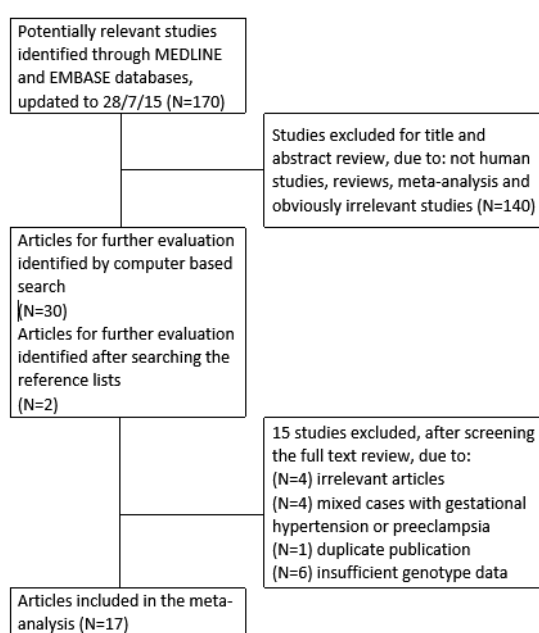 Potentially relevant studies
identified through MEDLINE
and EMBASE databases,
updated to 28/7/15 (N=170)
Studies excluded for title and
abstract review, due to: not human
studies, reviews, meta-analysis and
obviously irrelevant studies (N=140)
Articles for further evaluation
identified by computer based
search
(N=30)
Articles for further evaluation
identified after searching the
reference lists
(N=2)
15 studies excluded, after screening
the full text review, due to:
(N=4) irrelevant articles
(N=4) mixed cases with gestational
hypertension or preeclampsia
(N=1) duplicate publication
(N=6) insufficient genotype data
Articles included in the meta-
analysis (N=17)